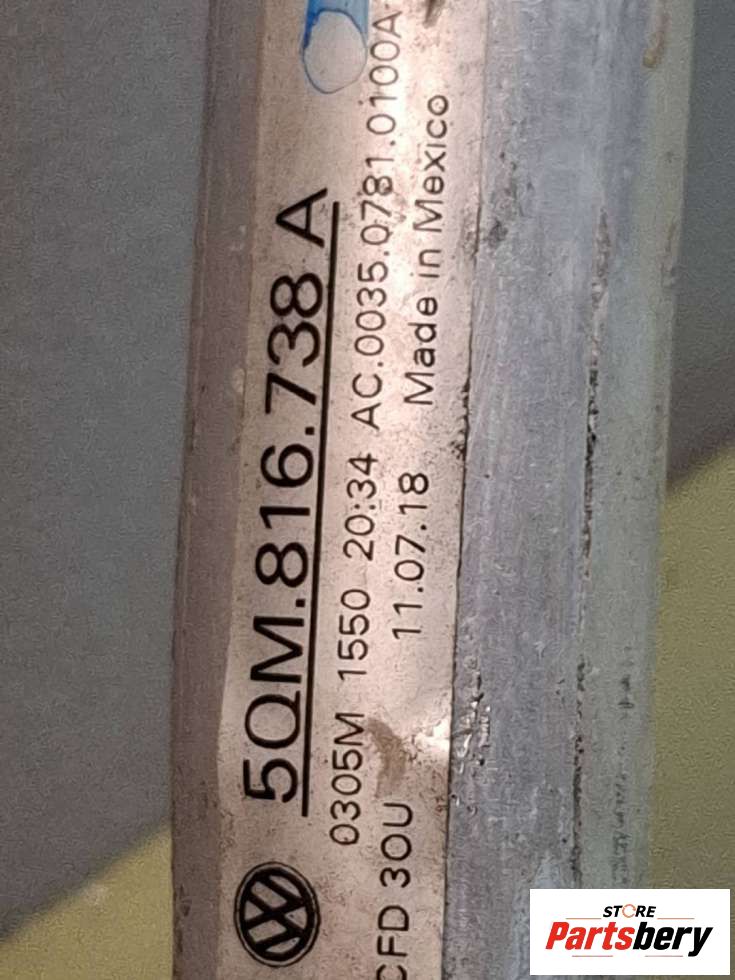 5QM.816.738 A
0305M 1550 20:34 AC.0035.0781.0100A
11.07.18 Made in Mexico
CFD 30U
STORE
Partsbery